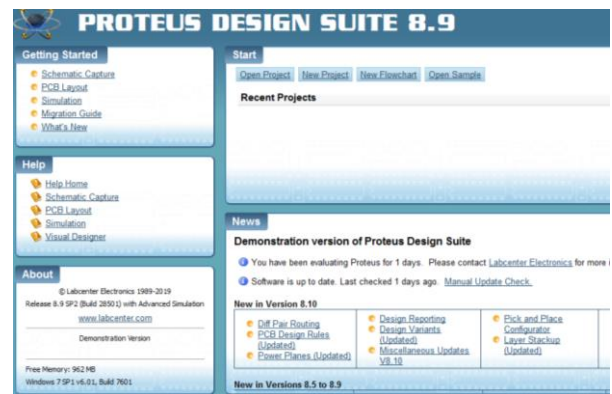 PROTEUS DESIGN SUITE 8.9
Getting Started
Schematic Capture
PCB Layout
Simulation
Migration Guide
What's New
Help
Help Home
Schematic Capture
PCB Layout
Simulation
Visual Designer
About
© Labcenter Electronics 1989-2019
Release 8.9 SP2 (Build 28501) with Advanced Simulation
www.labcenter.com
Demonstration Version
Free Memory: 962 MB
Windows 7 SP1 v6.01, Build 7601
Start
Open Project New Project New Flowchart Open Sample
Recent Projects
News
Demonstration version of Proteus Design Suite
You have been evaluating Proteus for 1 days. Please contact Labcenter Electronics for more
Software is up to date. Last checked 1 days ago. Manual Update Check.
New in Version 8.10
Diff Pair Routing
PCB Design Rules
(Updated)
Power Planes (Updated)
Design Reporting
Design Variants
(Updated)
Miscellaneous Updates
V8.10
Pick and Place
Configurator
Layer Stackup
(Updated)
New in Versions 8.5 to 8.9